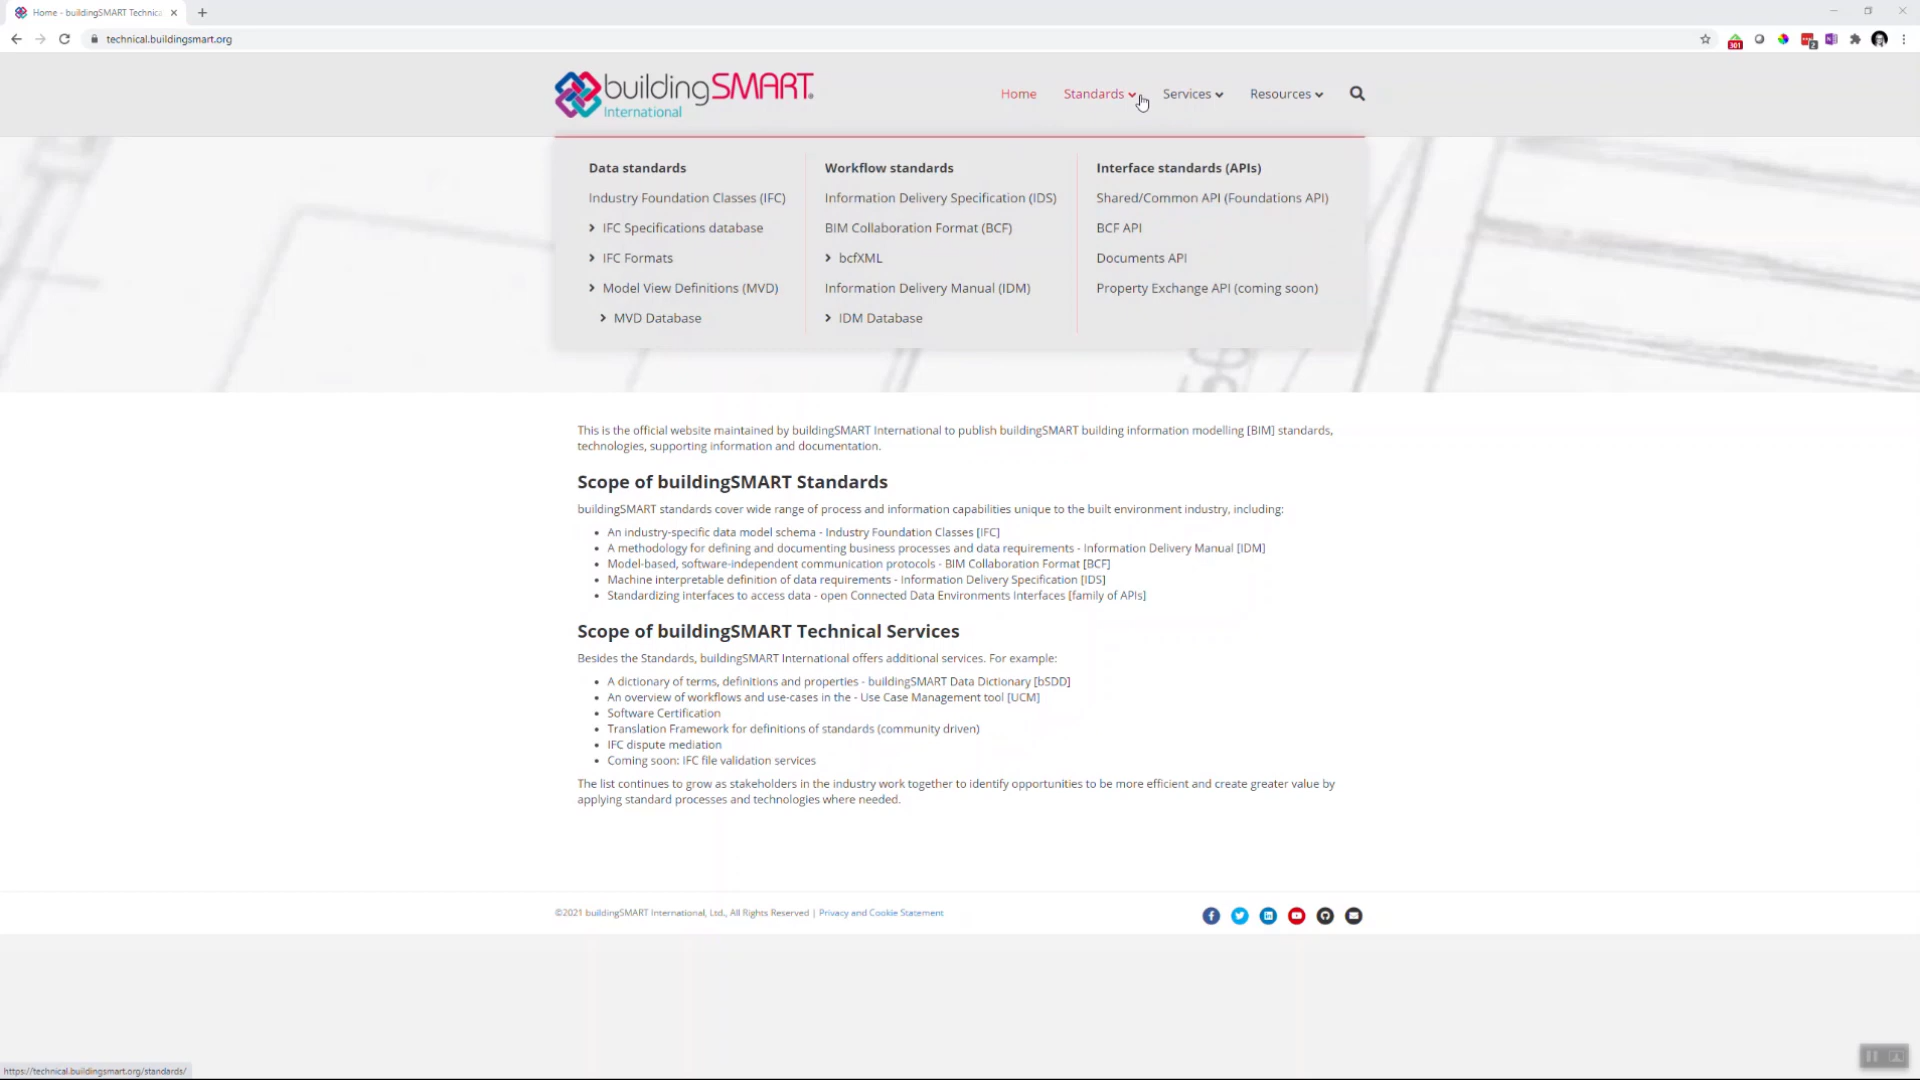 Home - buildingSMART Technic
technical.buildingsmart.org
301
2
buildingSMART®
International
Home
Standards
Services
Resources
Data standards
Industry Foundation Classes (IFC)
IFC Specifications database
IFC Formats
Model View Definitions (MVD)
MVD Database
Workflow standards
Information Delivery Specification (IDS)
BIM Collaboration Format (BCF)
bcfXML
Information Delivery Manual (IDM)
IDM Database
Interface standards (APIs)
Shared/Common API (Foundations API)
BCF API
Documents API
Property Exchange API (coming soon)
This is the official website maintained by buildingSMART International to publish buildingSMART building information modelling [BIM] standards,
technologies, supporting information and documentation.
Scope of buildingSMART Standards
buildingSMART standards cover wide range of process and information capabilities unique to the built environment industry, including:
• An industry-specific data model schema - Industry Foundation Classes [IFC]
• A methodology for defining and documenting business processes and data requirements - Information Delivery Manual [IDM]
• Model-based, software-independent communication protocols - BIM Collaboration Format [BCF]
• Machine interpretable definition of data requirements - Information Delivery Specification [IDS]
• Standardizing interfaces to access data - open Connected Data Environments Interfaces [family of APIs]
Scope of buildingSMART Technical Services
Besides the Standards, buildingSMART International offers additional services. For example:
• A dictionary of terms, definitions and properties - buildingSMART Data Dictionary [bSDD]
• An overview of workflows and use-cases in the - Use Case Management tool [UCM]
• Software Certification
• Translation Framework for definitions of standards (community driven)
• IFC dispute mediation
• Coming soon: IFC file validation services
The list continues to grow as stakeholders in the industry work together to identify opportunities to be more efficient and create greater value by
applying standard processes and technologies where needed.
©2021 buildingSMART International, Ltd., All Rights Reserved | Privacy and Cookie Statement
https://technical.buildingsmart.org/standards/